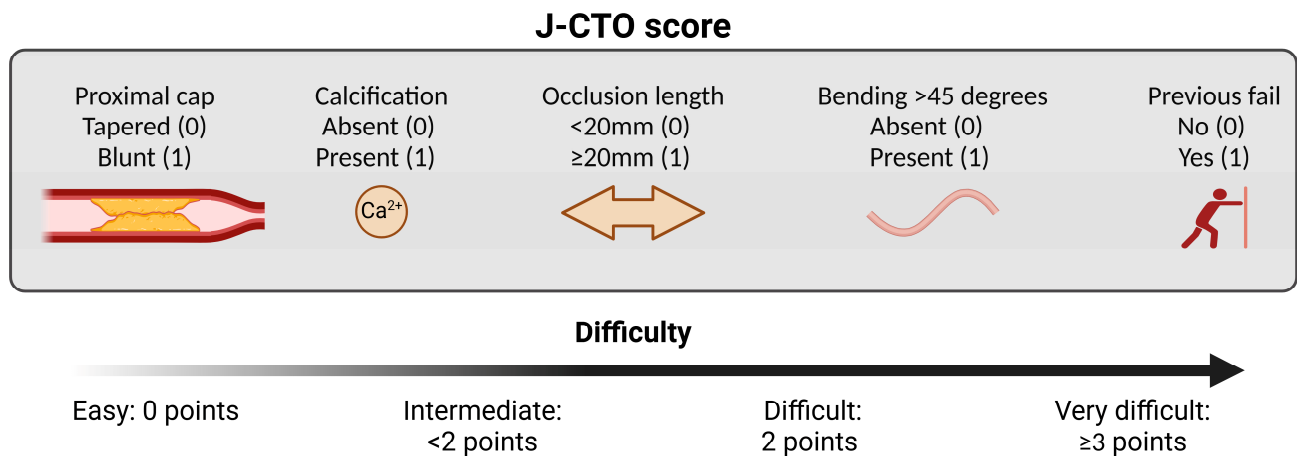 J-CTO score
Proximal cap
Tapered (0)
Blunt (1)
Calcification
Absent (0)
Present (1)
Ca²⁺
Occlusion length
<20mm (0)
≥20mm (1)
Bending >45 degrees
Absent (0)
Present (1)
Previous fail
No (0)
Yes (1)
Difficulty
Easy: 0 points
Intermediate:
<2 points
Difficult:
2 points
Very difficult:
≥3 points